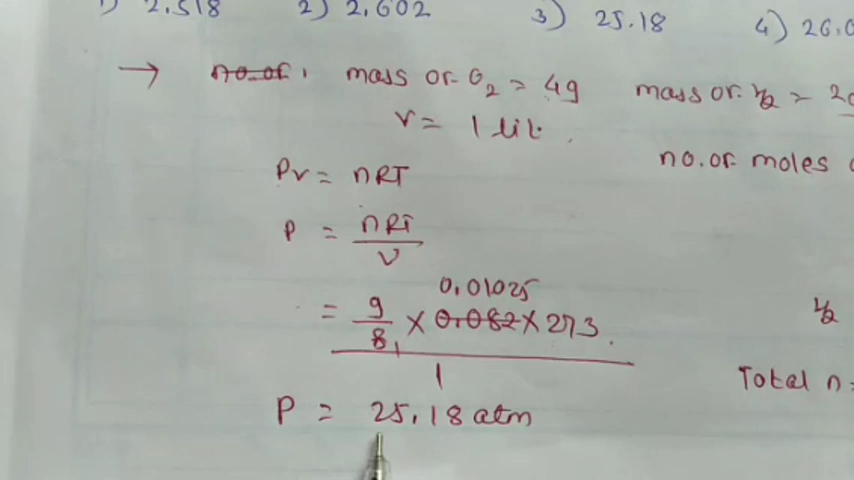 1) 2.518 2) 2.602 3) 25.18 4) 26.0
→ no.of. mass of O2 = 4g mass of H2 = 2g
V = 1 lit.
no.of moles
PV = nRT
P = nRT / V
0.01025
= 9/8 × 0.082 × 273.
1
H2
Total n =
P = 25.18 atm